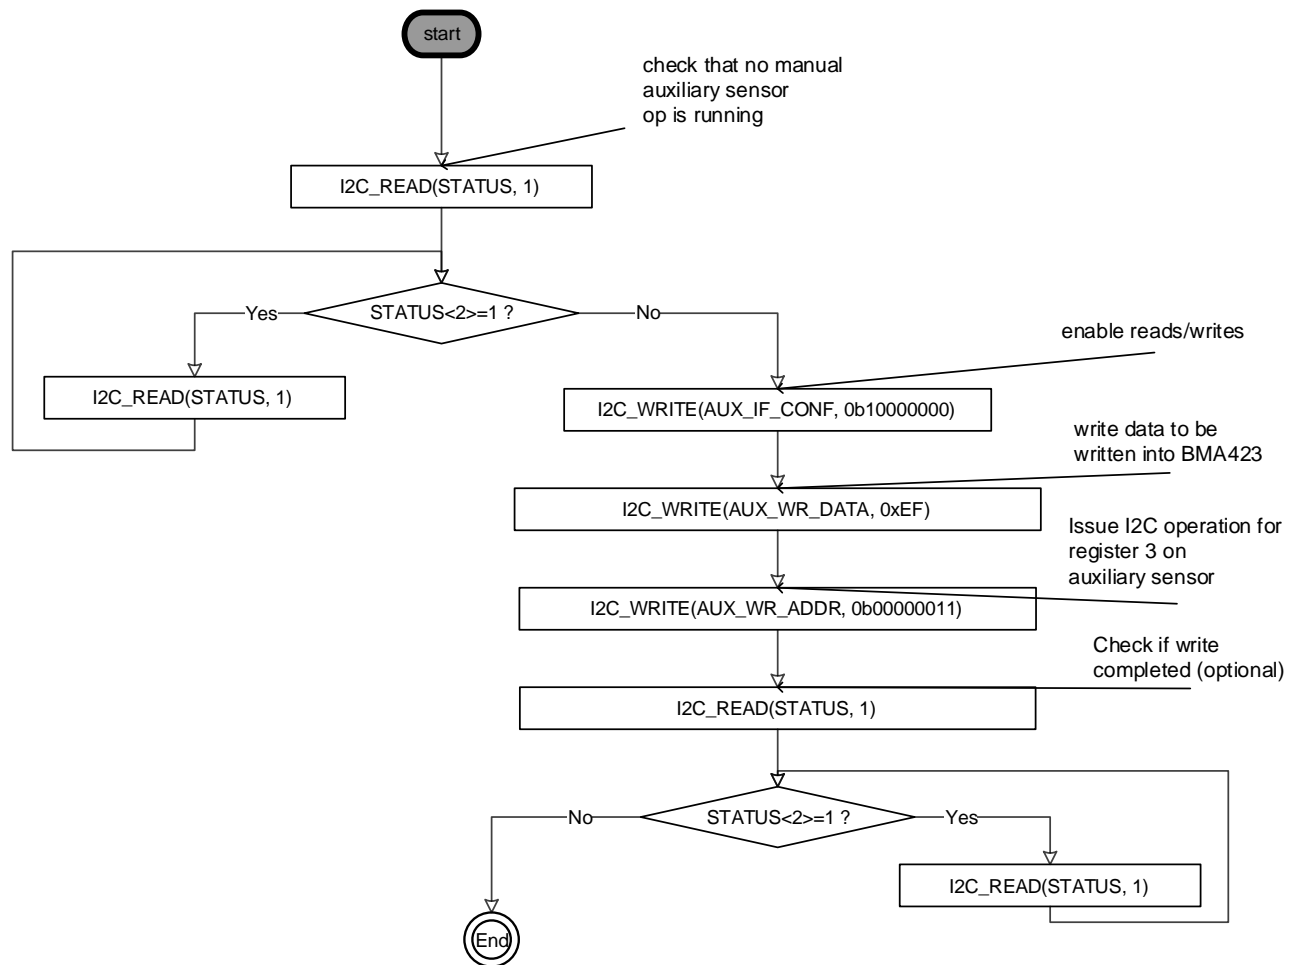 start
check that no manual
auxiliary sensor
op is running
I2C_READ(STATUS, 1)
STATUS<2>=1 ?
Yes
No
I2C_READ(STATUS, 1)
enable reads/writes
I2C_WRITE(AUX_IF_CONF, 0b10000000)
write data to be
written into BMA423
I2C_WRITE(AUX_WR_DATA, 0xEF)
Issue I2C operation for
register 3 on
auxiliary sensor
I2C_WRITE(AUX_WR_ADDR, 0b00000011)
Check if write
completed (optional)
I2C_READ(STATUS, 1)
STATUS<2>=1 ?
No
Yes
I2C_READ(STATUS, 1)
End